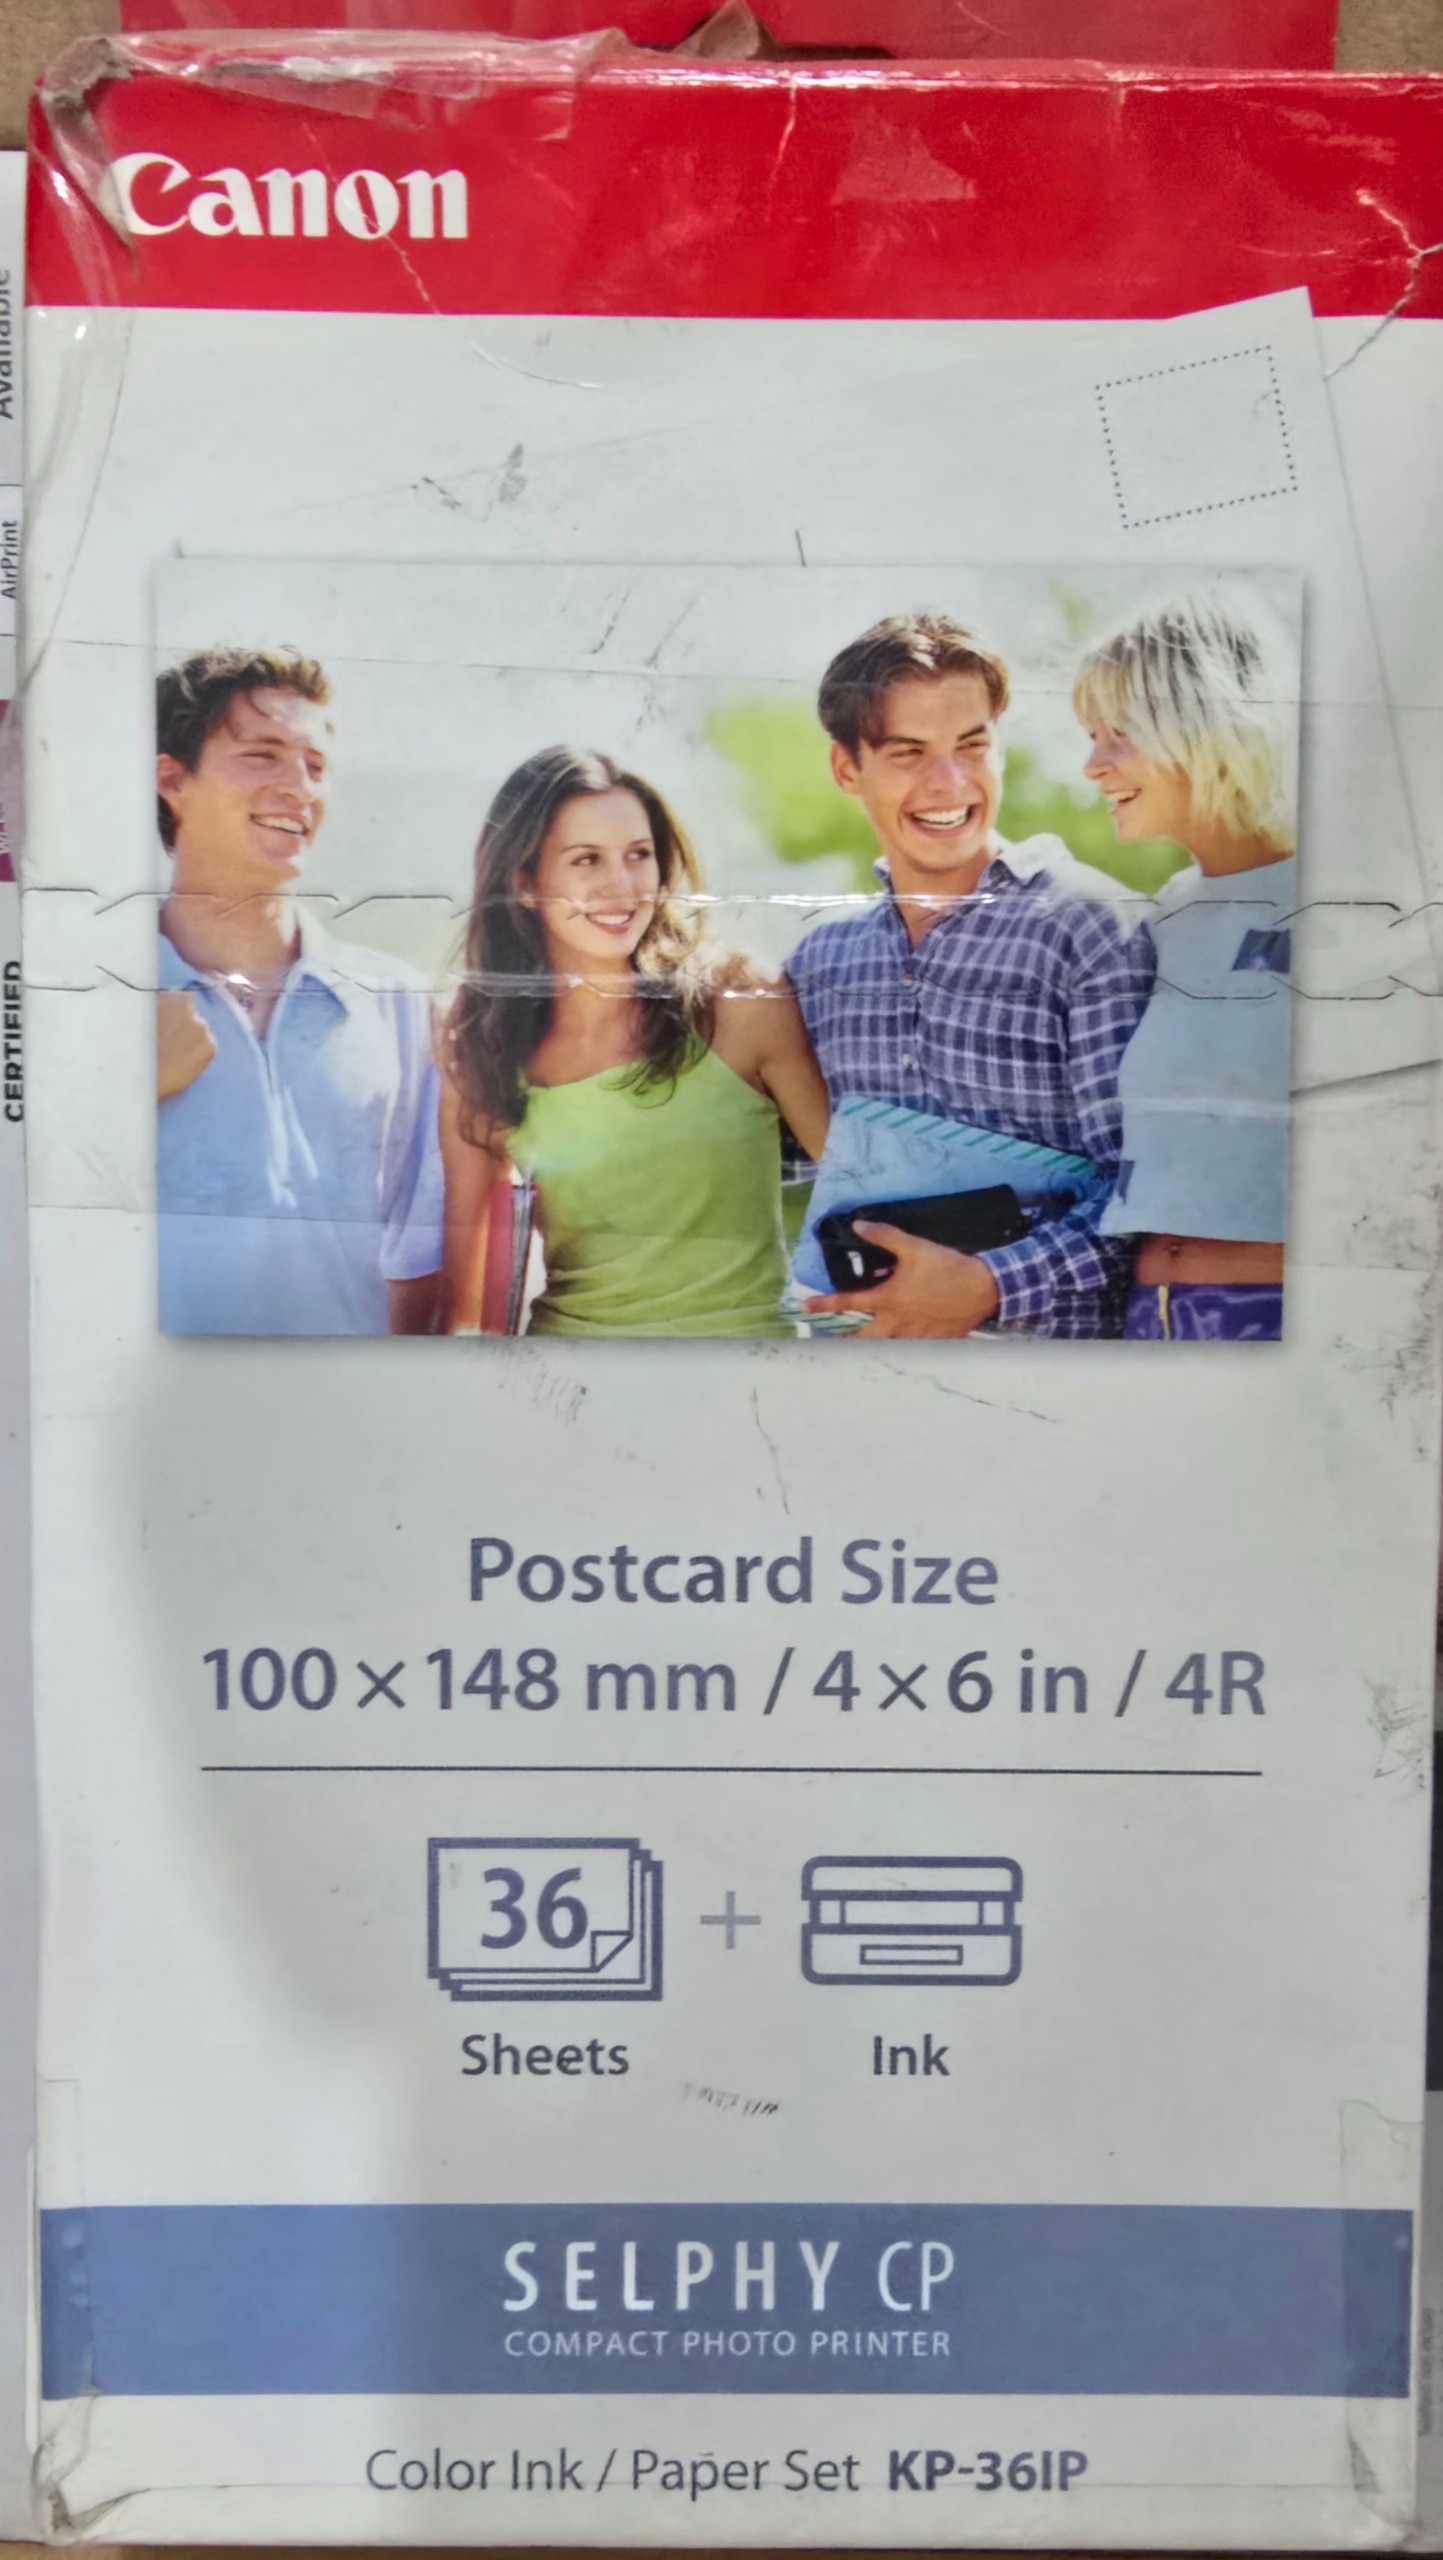 Canon
Postcard Size
100 × 148 mm / 4 × 6 in / 4R
36
+
Sheets
Ink
SELPHY CP
COMPACT PHOTO PRINTER
Color Ink / Paper Set KP-36IP
Available
AirPrint
CERTIFIED